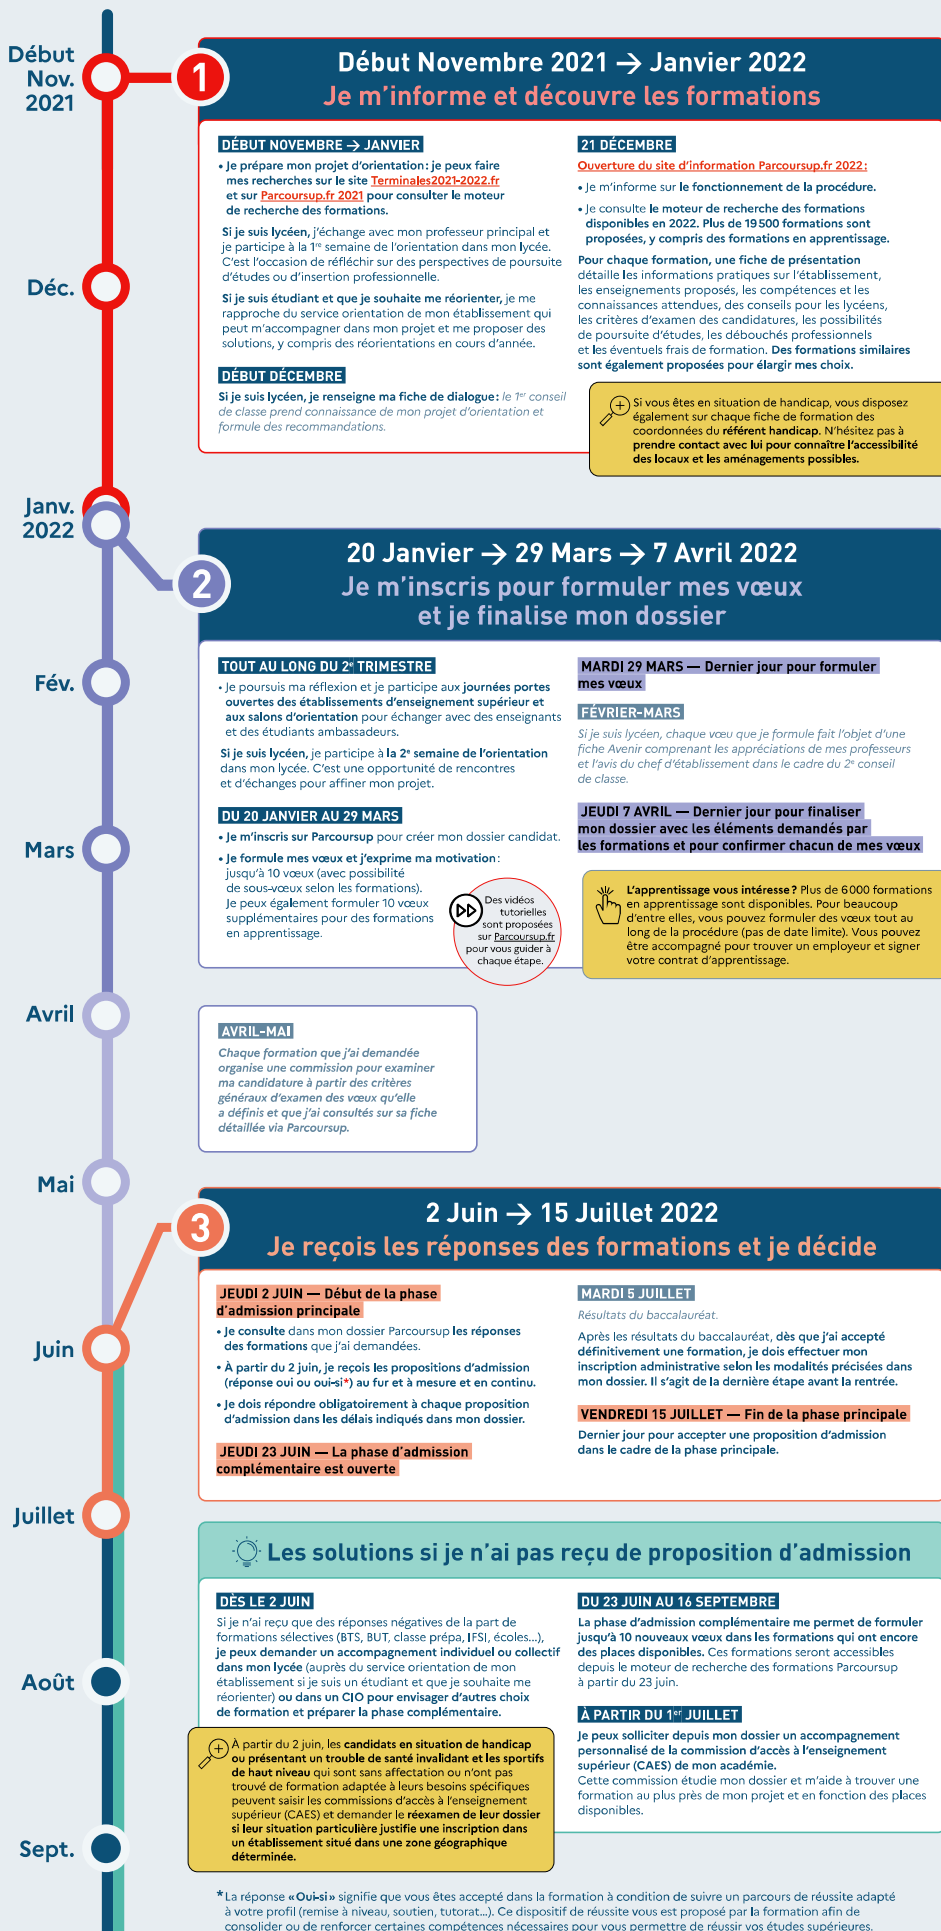 Début
Nov.
2021
1
Début Novembre 2021 → Janvier 2022
Je m’informe et découvre les formations
DÉBUT NOVEMBRE → JANVIER
• Je prépare mon projet d’orientation: je peux faire
mes recherches sur le site Terminales2021-2022.fr
et sur Parcoursup.fr 2021 pour consulter le moteur
de recherche des formations.
Si je suis lycéen, j’échange avec mon professeur principal et
je participe à la 1re semaine de l’orientation dans mon lycée.
C’est l’occasion de réfléchir sur des perspectives de poursuite
d’études ou d’insertion professionnelle.
Si je suis étudiant et que je souhaite me réorienter, je me
rapproche du service orientation de mon établissement qui
peut m’accompagner dans mon projet et me proposer des
solutions, y compris des réorientations en cours d’année.
DÉBUT DÉCEMBRE
Si je suis lycéen, je renseigne ma fiche de dialogue: le 1er conseil
de classe prend connaissance de mon projet d’orientation et
formule des recommandations.
21 DÉCEMBRE
Ouverture du site d’information Parcoursup.fr 2022:
• Je m’informe sur le fonctionnement de la procédure.
• Je consulte le moteur de recherche des formations
disponibles en 2022. Plus de 19500 formations sont
proposées, y compris des formations en apprentissage.
Pour chaque formation, une fiche de présentation
détaille les informations pratiques sur l’établissement,
les enseignements proposés, les compétences et les
connaissances attendues, des conseils pour les lycéens,
les critères d’examen des candidatures, les possibilités
de poursuite d’études, les débouchés professionnels
et les éventuels frais de formation. Des formations similaires
sont également proposées pour élargir mes choix.
Si vous êtes en situation de handicap, vous disposez
également sur chaque fiche de formation des
coordonnées du référent handicap. N’hésitez pas à
prendre contact avec lui pour connaître l’accessibilité
des locaux et les aménagements possibles.
Déc.
Janv.
2022
2
20 Janvier → 29 Mars → 7 Avril 2022
Je m’inscris pour formuler mes vœux
et je finalise mon dossier
TOUT AU LONG DU 2e TRIMESTRE
• Je poursuis ma réflexion et je participe aux journées portes
ouvertes des établissements d’enseignement supérieur et
aux salons d’orientation pour échanger avec des enseignants
et des étudiants ambassadeurs.
Si je suis lycéen, je participe à la 2e semaine de l’orientation
dans mon lycée. C’est une opportunité de rencontres
et d’échanges pour affiner mon projet.
DU 20 JANVIER AU 29 MARS
• Je m’inscris sur Parcoursup pour créer mon dossier candidat.
• Je formule mes vœux et j’exprime ma motivation:
jusqu’à 10 vœux (avec possibilité
de sous-vœux selon les formations).
Je peux également formuler 10 vœux
supplémentaires pour des formations
en apprentissage.
Des vidéos
tutorielles
sont proposées
sur Parcoursup.fr
pour vous guider à
chaque étape.
MARDI 29 MARS — Dernier jour pour formuler
mes vœux
FÉVRIER-MARS
Si je suis lycéen, chaque vœu que je formule fait l’objet d’une
fiche Avenir comprenant les appréciations de mes professeurs
et l’avis du chef d’établissement dans le cadre du 2e conseil
de classe.
JEUDI 7 AVRIL — Dernier jour pour finaliser
mon dossier avec les éléments demandés par
les formations et pour confirmer chacun de mes vœux
L’apprentissage vous intéresse? Plus de 6000 formations
en apprentissage sont disponibles. Pour beaucoup
d’entre elles, vous pouvez formuler des vœux tout au
long de la procédure (pas de date limite). Vous pouvez
être accompagné pour trouver un employeur et signer
votre contrat d’apprentissage.
Fév.
Mars
Avril
AVRIL-MAI
Chaque formation que j’ai demandée
organise une commission pour examiner
ma candidature à partir des critères
généraux d’examen des vœux qu’elle
a définis et que j’ai consultés sur sa fiche
détaillée via Parcoursup.
Mai
3
2 Juin → 15 Juillet 2022
Je reçois les réponses des formations et je décide
JEUDI 2 JUIN — Début de la phase
d’admission principale
• Je consulte dans mon dossier Parcoursup les réponses
des formations que j’ai demandées.
• À partir du 2 juin, je reçois les propositions d’admission
(réponse oui ou oui-si*) au fur et à mesure et en continu.
• Je dois répondre obligatoirement à chaque proposition
d’admission dans les délais indiqués dans mon dossier.
JEUDI 23 JUIN — La phase d’admission
complémentaire est ouverte
MARDI 5 JUILLET
Résultats du baccalauréat.
Après les résultats du baccalauréat, dès que j’ai accepté
définitivement une formation, je dois effectuer mon
inscription administrative selon les modalités précisées dans
mon dossier. Il s’agit de la dernière étape avant la rentrée.
VENDREDI 15 JUILLET — Fin de la phase principale
Dernier jour pour accepter une proposition d’admission
dans le cadre de la phase principale.
Juin
Juillet
Les solutions si je n’ai pas reçu de proposition d’admission
DÈS LE 2 JUIN
Si je n’ai reçu que des réponses négatives de la part de
formations sélectives (BTS, BUT, classe prépa, IFSI, écoles...),
je peux demander un accompagnement individuel ou collectif
dans mon lycée (auprès du service orientation de mon
établissement si je suis un étudiant et que je souhaite me
réorienter) ou dans un CIO pour envisager d’autres choix
de formation et préparer la phase complémentaire.
À partir du 2 juin, les candidats en situation de handicap
ou présentant un trouble de santé invalidant et les sportifs
de haut niveau qui sont sans affectation ou n’ont pas
trouvé de formation adaptée à leurs besoins spécifiques
peuvent saisir les commissions d’accès à l’enseignement
supérieur (CAES) et demander le réexamen de leur dossier
si leur situation particulière justifie une inscription dans
un établissement situé dans une zone géographique
déterminée.
DU 23 JUIN AU 16 SEPTEMBRE
La phase d’admission complémentaire me permet de formuler
jusqu’à 10 nouveaux vœux dans les formations qui ont encore
des places disponibles. Ces formations seront accessibles
depuis le moteur de recherche des formations Parcoursup
à partir du 23 juin.
À PARTIR DU 1er JUILLET
Je peux solliciter depuis mon dossier un accompagnement
personnalisé de la commission d’accès à l’enseignement
supérieur (CAES) de mon académie.
Cette commission étudie mon dossier et m’aide à trouver une
formation au plus près de mon projet et en fonction des places
disponibles.
Août
Sept.
* La réponse «Oui-si» signifie que vous êtes accepté dans la formation à condition de suivre un parcours de réussite adapté
à votre profil (remise à niveau, soutien, tutorat...). Ce dispositif de réussite vous est proposé par la formation afin de
consolider ou de renforcer certaines compétences nécessaires pour vous permettre de réussir vos études supérieures.